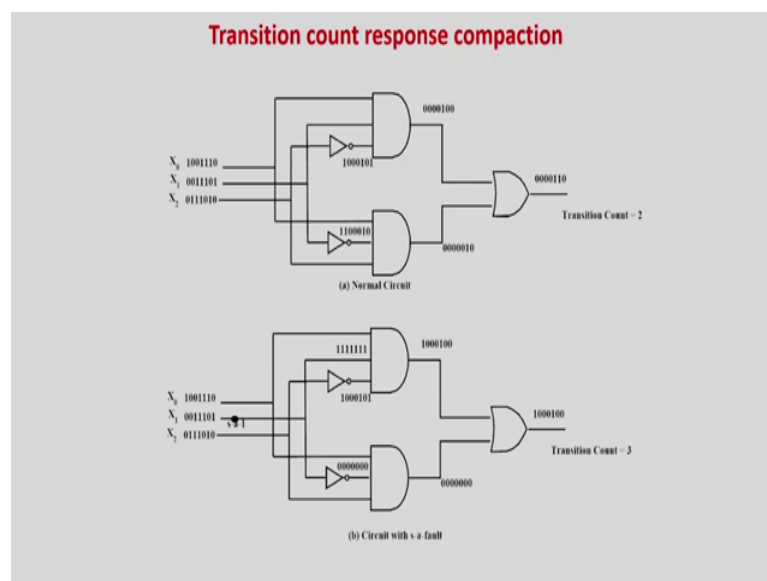 Transition count response compaction
0000100
X₀ 1001110
1000101
X₁ 0011101
0000110
X₂ 0111010
Transition Count = 2
1100010
0000010
(a) Normal Circuit
1111111
1000100
X₀ 1001110
1000101
X₁ 0011101
1000100
s-a-1
X₂ 0111010
Transition Count = 3
0000000
0000000
(b) Circuit with s-a-fault